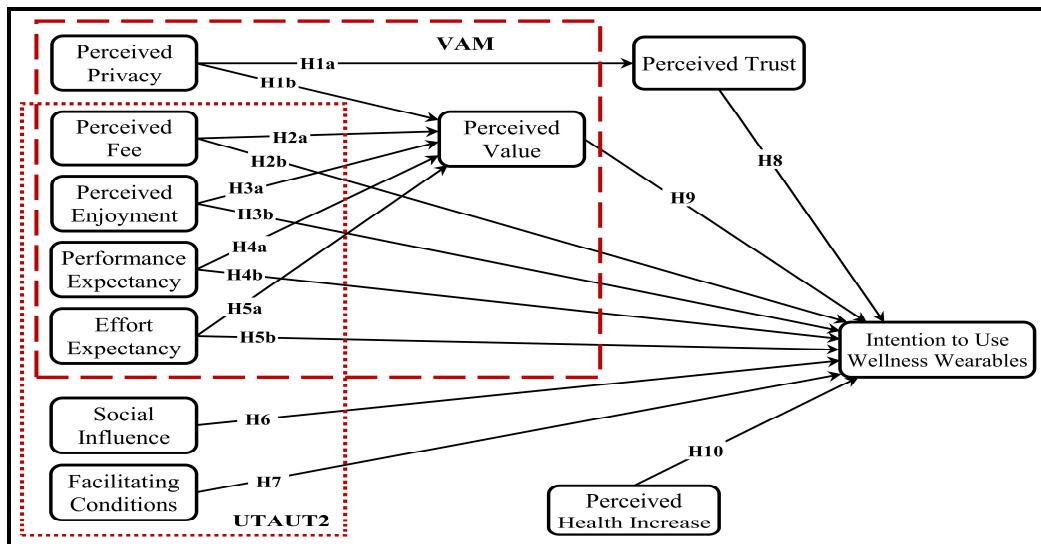 VAM
Perceived
Privacy
H1a
Perceived Trust
H1b
Perceived
Fee
H2a
H2b
Perceived
Value
Perceived
Enjoyment
H3a
H3b
H8
H9
Performance
Expectancy
H4a
H4b
Effort
Expectancy
H5a
H5b
Intention to Use
Wellness Wearables
Social
Influence
H6
Facilitating
Conditions
H7
H10
Perceived
Health Increase
UTAUT2